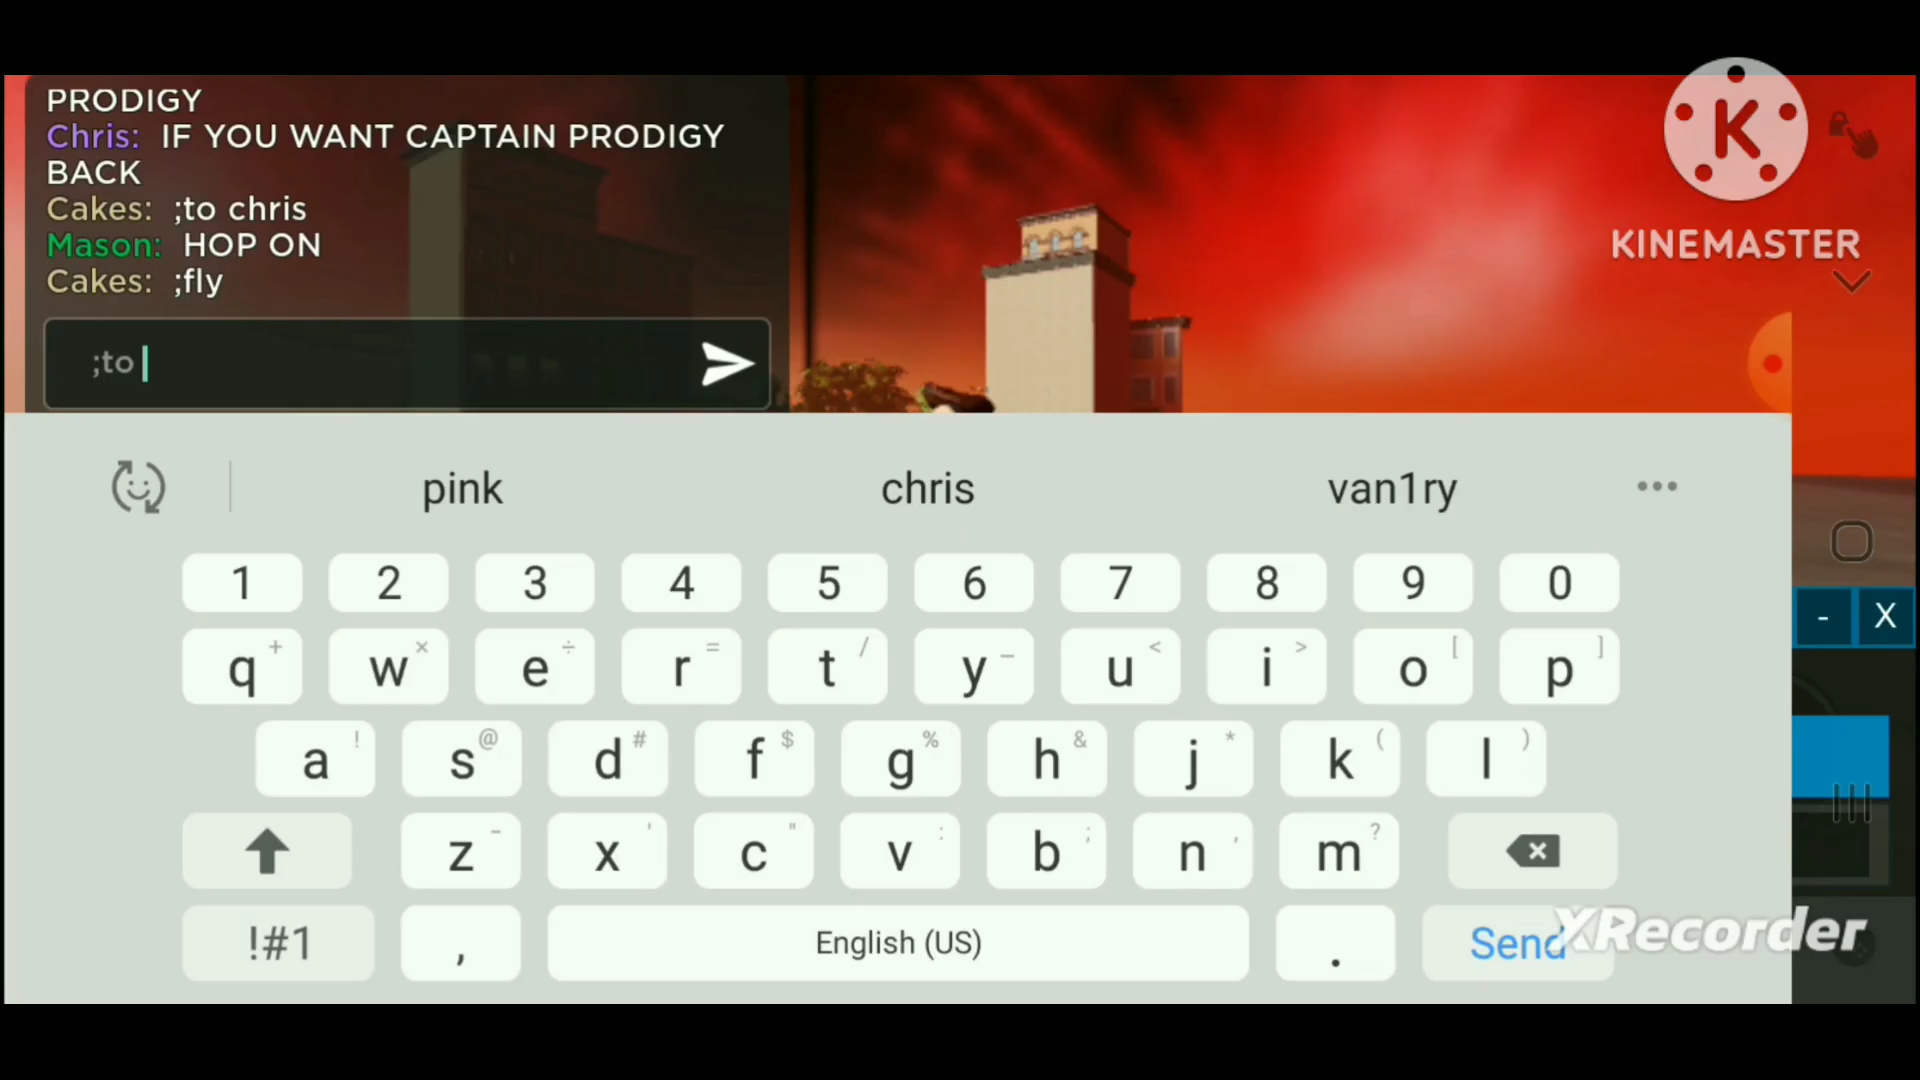 PRODIGY
Chris: IF YOU WANT CAPTAIN PRODIGY
BACK
Cakes: ;to chris
Mason: HOP ON
Cakes: ;fly
;to
K
KINEMASTER
pink chris van1ry ...
1 2 3 4 5 6 7 8 9 0
q + w × e ÷ r = t / y _ u < i > o [ p ]
a ! s @ d # f $ g % h & j * k ( l )
z - x ' c " v : b ; n , m ?
!#1 , English (US) . Send
- X
XRecorder